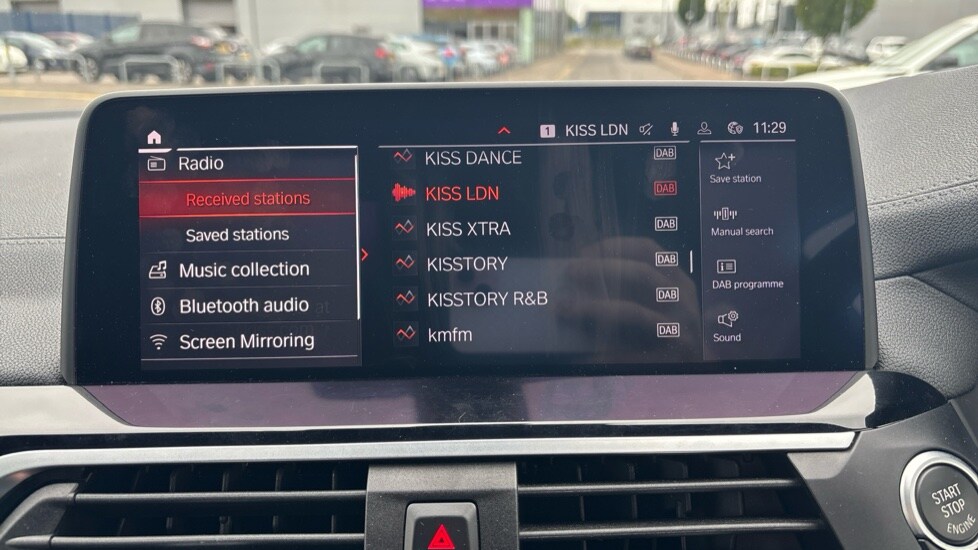 1 KISS LDN 11:29
Radio
Received stations
Saved stations
Music collection
Bluetooth audio
Screen Mirroring
KISS DANCE DAB
KISS LDN DAB
KISS XTRA DAB
KISSTORY DAB
KISSTORY R&B DAB
kmfm DAB
Save station
Manual search
DAB programme
Sound
START
STOP
ENGINE